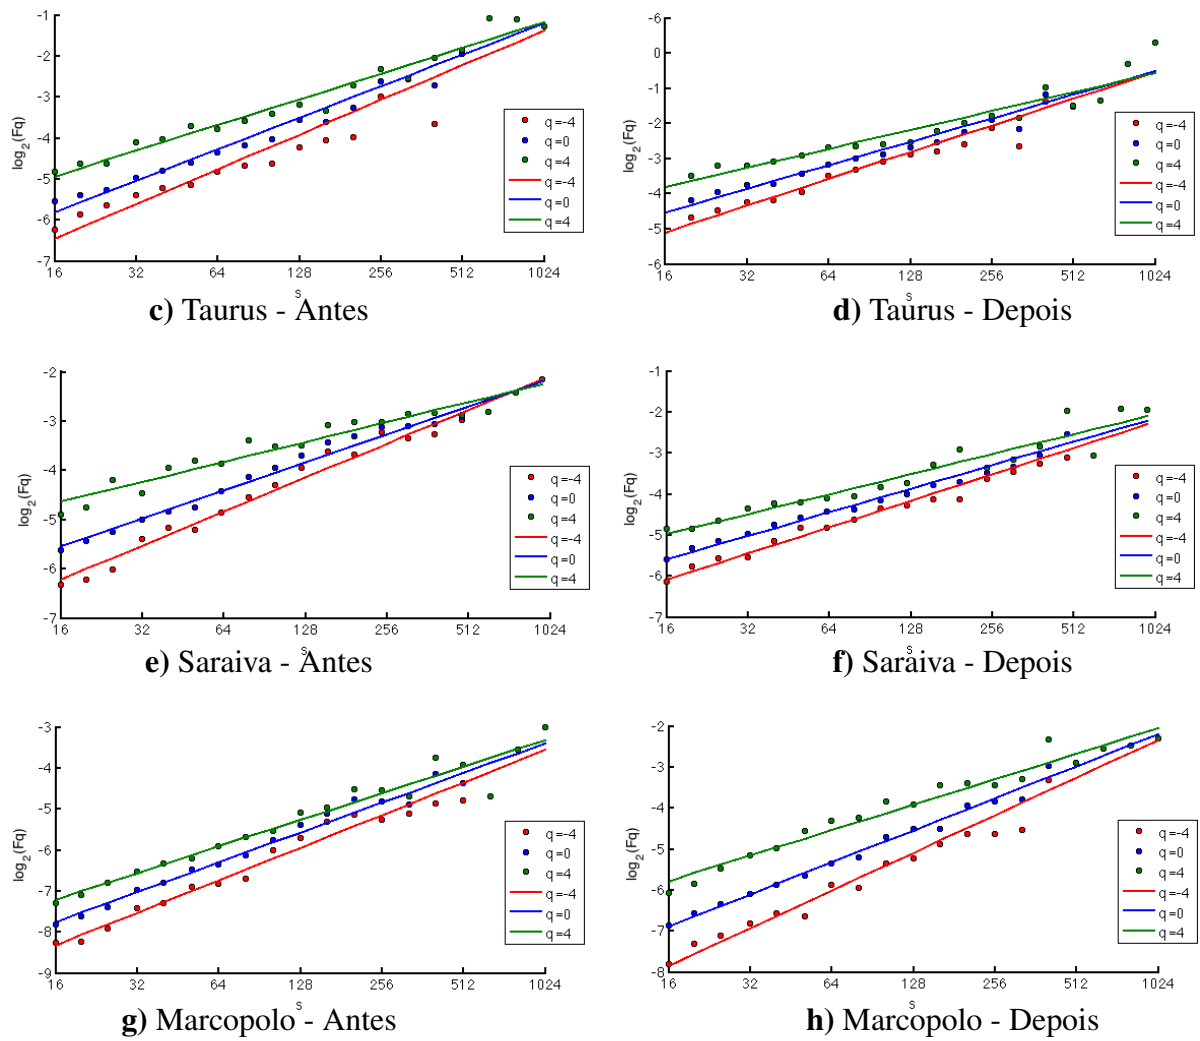 -1
-2
-3
-4
-5
-6
-7
log2(Fq)
16 32 64 128 256 512 1024
s
q=-4
q=0
q=4
q=-4
q=0
q=4
c) Taurus - Antes
-6
0
-1
-2
-3
-4
-5
-6
log2(Fq)
16 32 64 128 256 512 1024
s
q=-4
q=0
q=4
q=-4
q=0
q=4
d) Taurus - Depois
-2
-3
-4
-5
-6
-7
log2(Fq)
16 32 64 128 256 512 1024
s
q=-4
q=0
q=4
q=-4
q=0
q=4
e) Saraiva - Antes
-1
-2
-3
-4
-5
-6
-7
log2(Fq)
16 32 64 128 256 512 1024
s
q=-4
q=0
q=4
q=-4
q=0
q=4
f) Saraiva - Depois
-3
-4
-5
-6
-7
-8
-9
log2(Fq)
16 32 64 128 256 512 1024
s
q=-4
q=0
q=4
q=-4
q=0
q=4
g) Marcopolo - Antes
-2
-3
-4
-5
-6
-7
-8
log2(Fq)
16 32 64 128 256 512 1024
s
q=-4
q=0
q=4
q=-4
q=0
q=4
h) Marcopolo - Depois